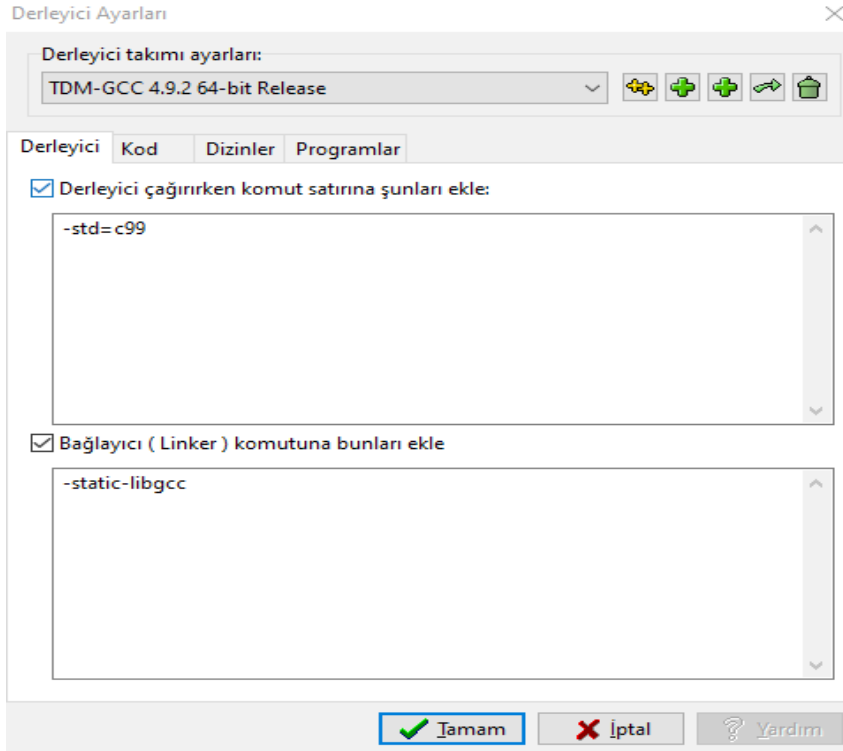 Derleyici Ayarları
Derleyici takımı ayarları:
TDM-GCC 4.9.2 64-bit Release
Derleyici Kod Dizinler Programlar
Derleyici çağırırken komut satırına şunları ekle:
-std=c99
Bağlayıcı ( Linker ) komutuna bunları ekle
-static-libgcc
Tamam İptal Yardım